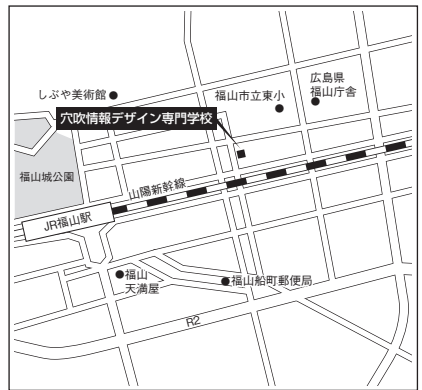 しぶや美術館
福山市立東小
広島県
福山庁舎
穴吹情報デザイン専門学校
福山城公園
山陽新幹線
JR福山駅
福山
天満屋
福山船町郵便局
R2